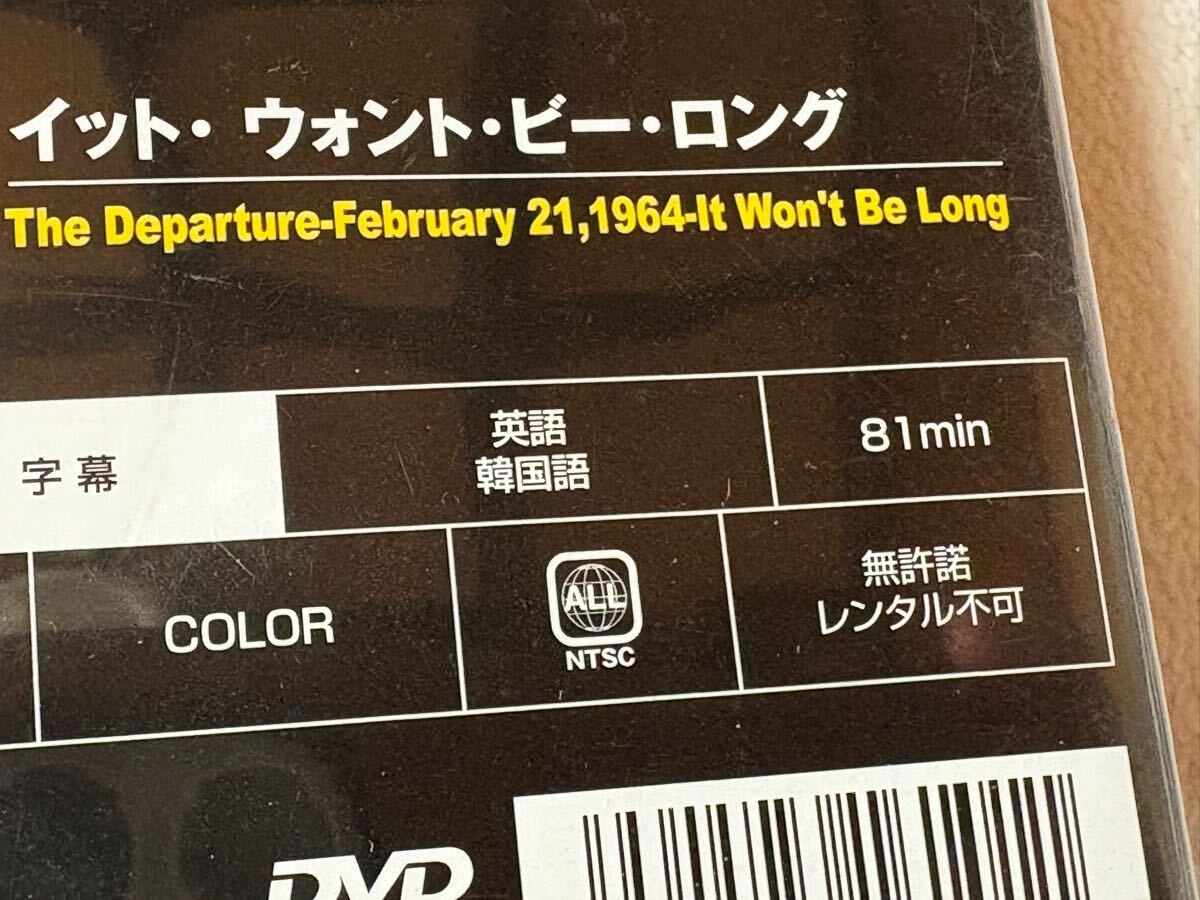 イット・ウォント・ビー・ロング
The Departure-February 21,1964-It Won't Be Long
字幕
英語
韓国語
81min
COLOR
ALL
NTSC
無許諾
レンタル不可
DVD